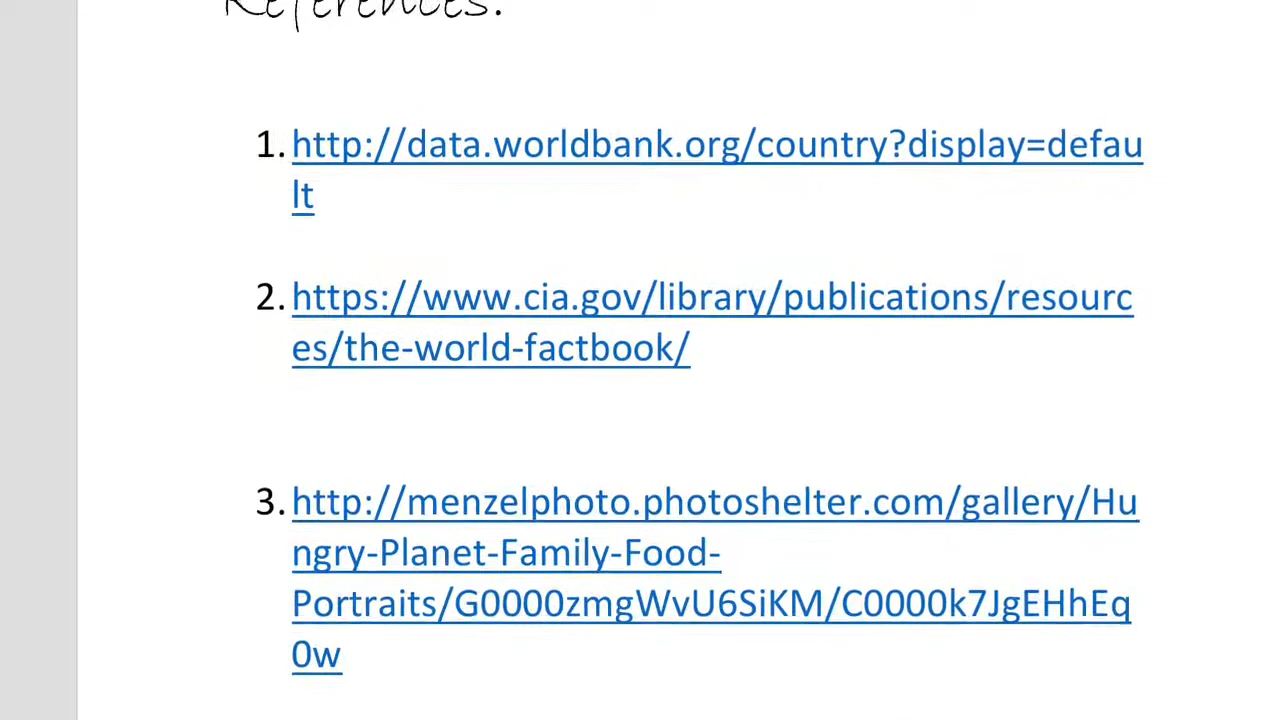 References:
1. http://data.worldbank.org/country?display=defau
lt
2. https://www.cia.gov/library/publications/resourc
es/the-world-factbook/
3. http://menzelphoto.photoshelter.com/gallery/Hu
ngry-Planet-Family-Food-
Portraits/G0000zmgWvU6SiKM/C0000k7JgEHhEq
0w